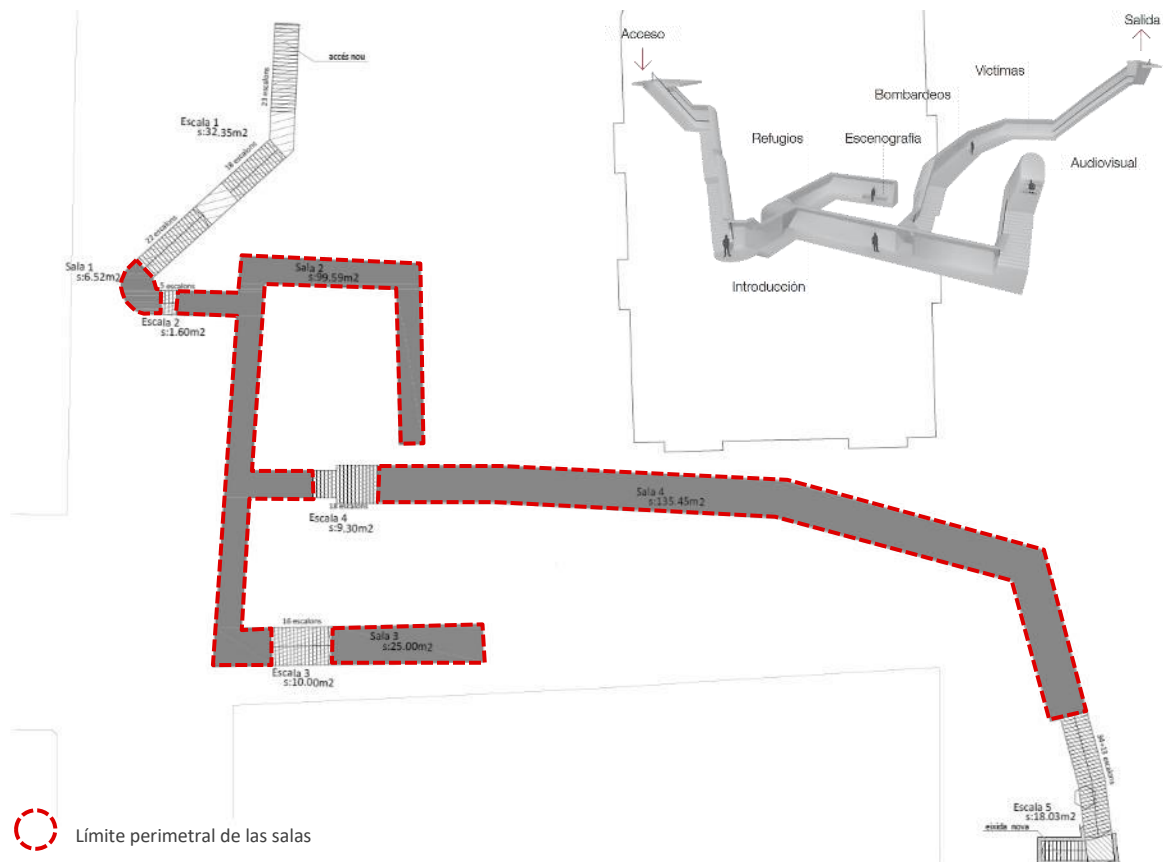 accés nou
23 escalons
Escala 1
s:32.35m2
18 escalons
22 escalons
Sala 1
s:6.52m2
5 escalons
Escala 2
s:1.60m2
Sala 2
s:99.59m2
Acceso
Salida
Víctimas
Bombardeos
Refugios
Escenografía
Audiovisual
Introducción
Sala 4
s:135.45m2
18 escalons
Escala 4
s:9.30m2
16 escalons
Sala 3
s:25.00m2
Escala 3
s:10.00m2
34+13 escalons
Escala 5
s:18.03m2
eixida nova
Límite perimetral de las salas